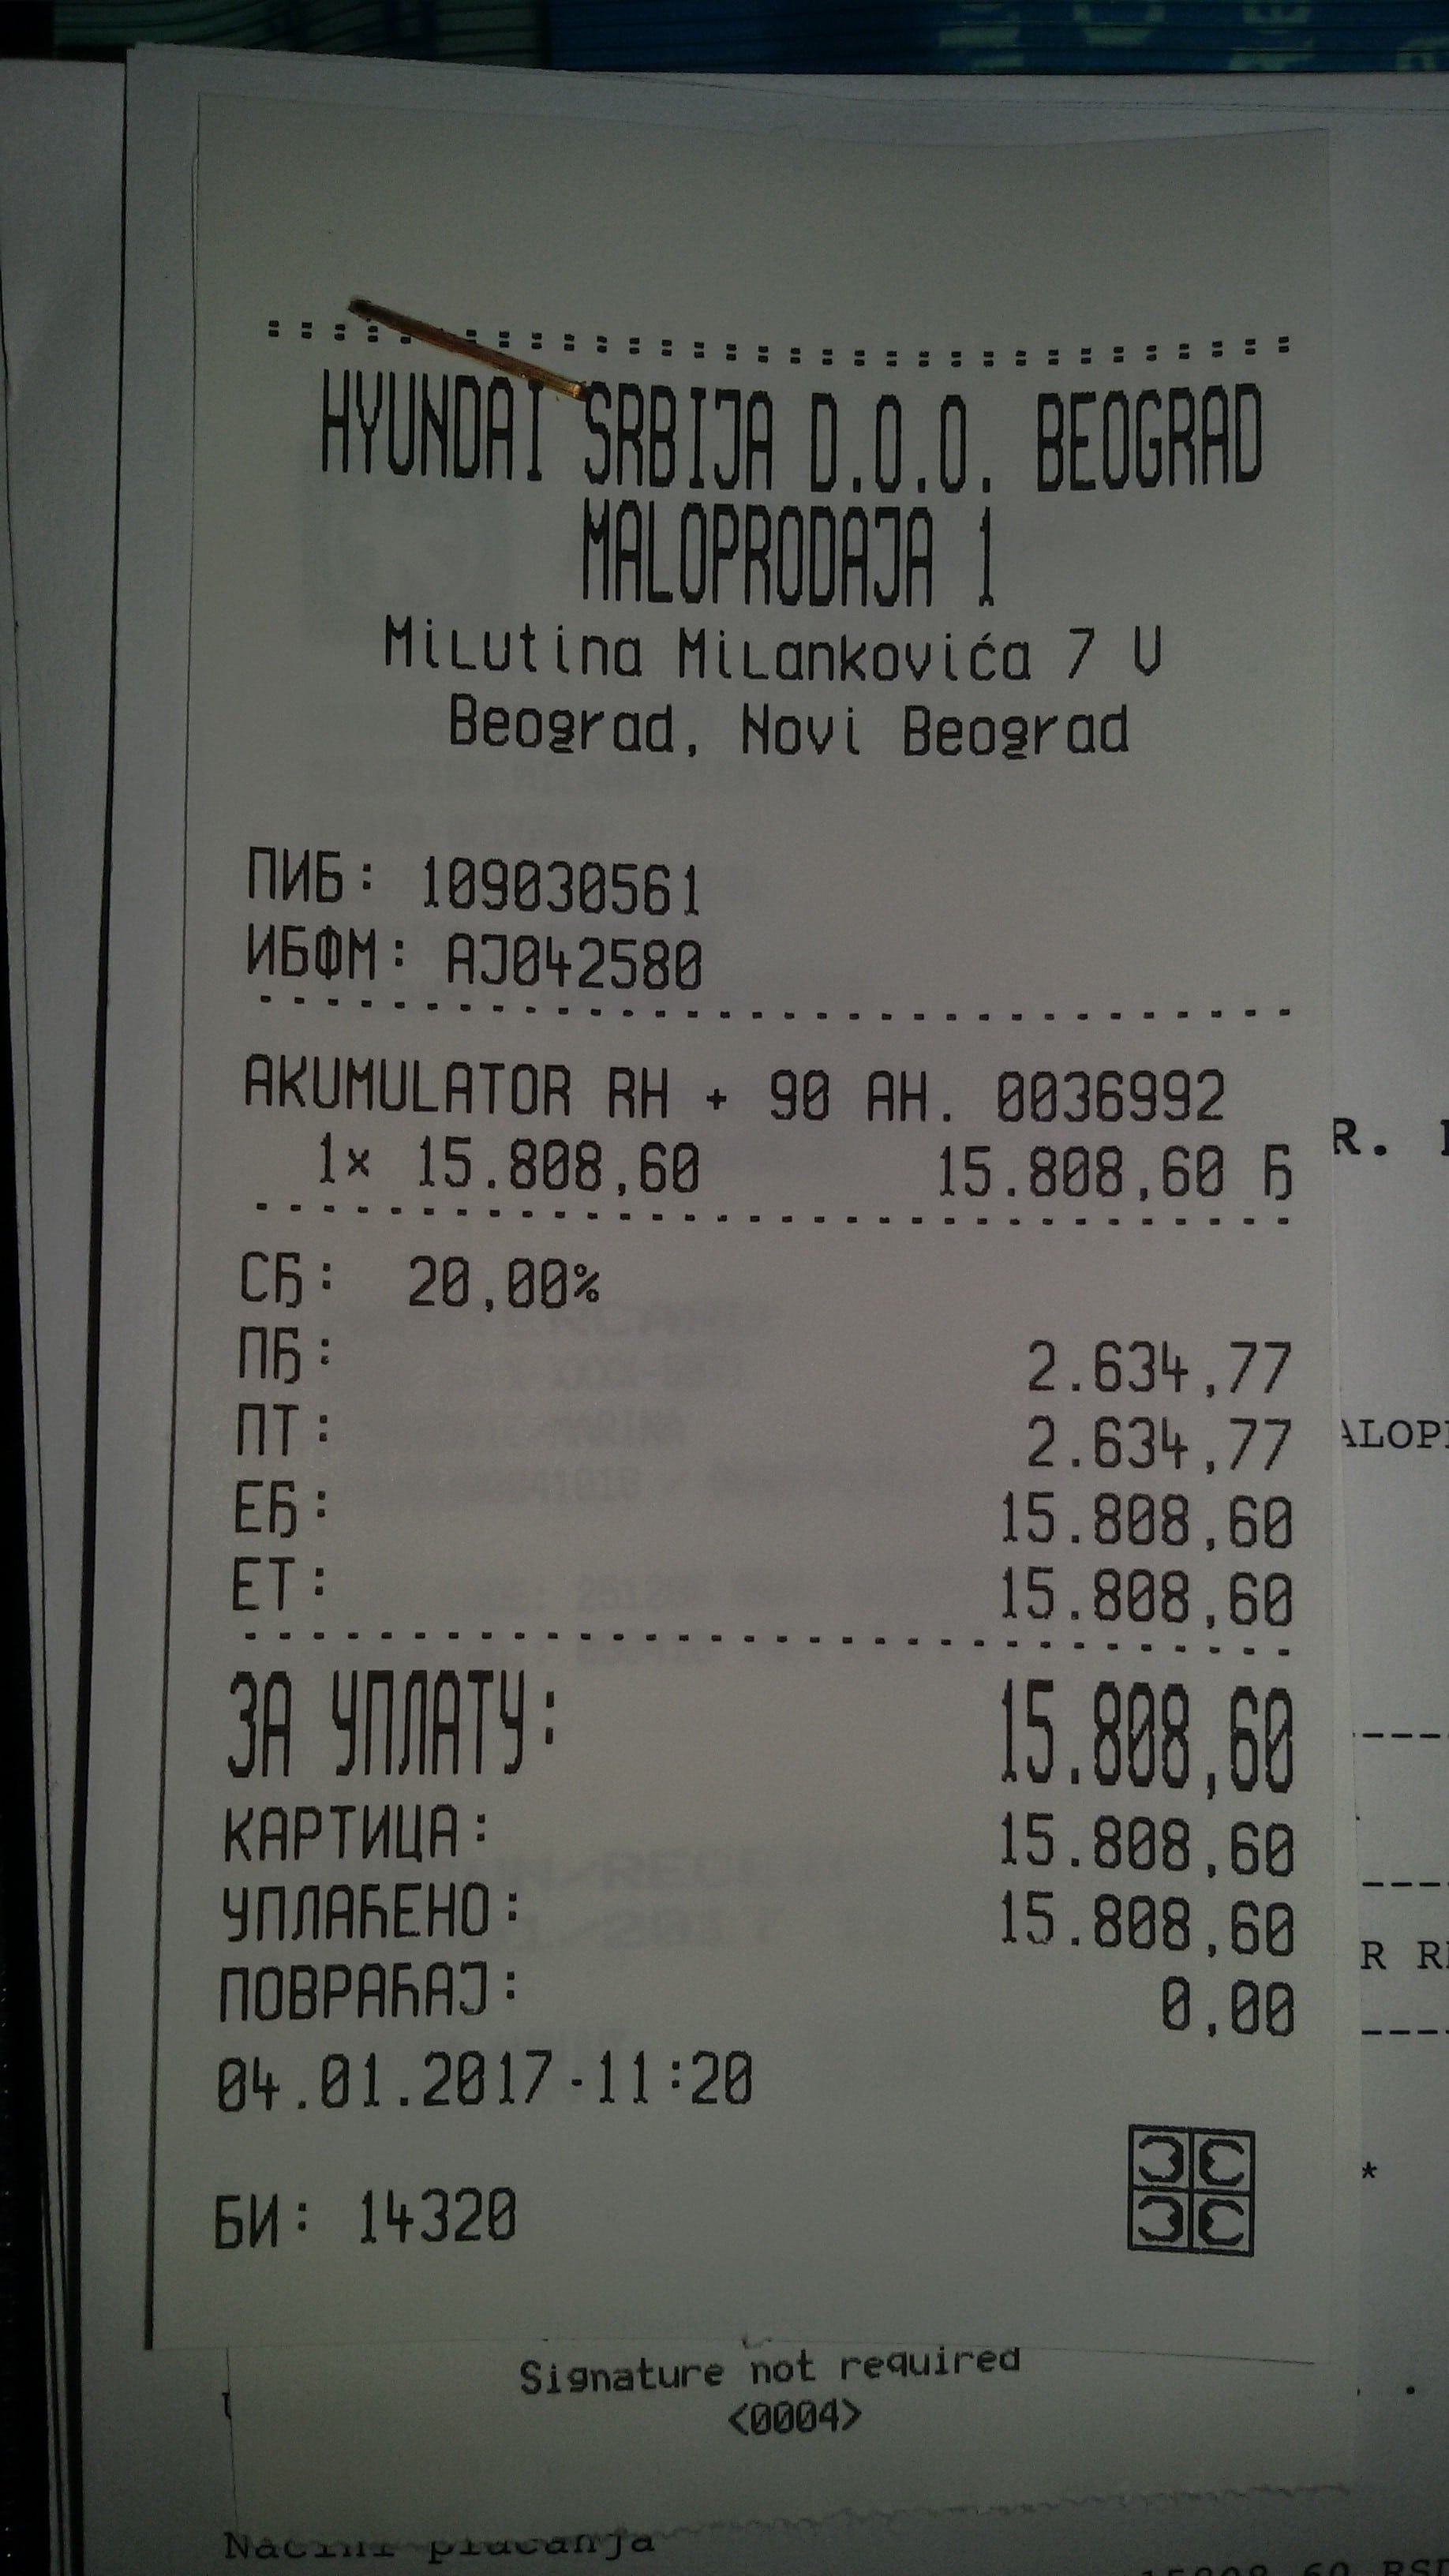 HYUNDAI SRBIJA D.O.O. BEOGRAD
MALOPRODAJA 1
Milutina Milankovića 7 V
Beograd, Novi Beograd
ПИБ: 109030561
ИБФМ: AJ042580
AKUMULATOR RH + 90 AH. 0036992
1x 15.808,60 15.808,60 Ђ
СЂ: 20,00%
ПЂ: 2.634,77
ПТ: 2.634,77
ЕЂ: 15.808,60
ЕТ: 15.808,60
ЗА УПЛАТУ: 15.808,60
КАРТИЦА: 15.808,60
УПЛАЋЕНО: 15.808,60
ПОВРАЋАЈ: 0,00
04.01.2017-11:20
БИ: 14320
Signature not required
<0004>